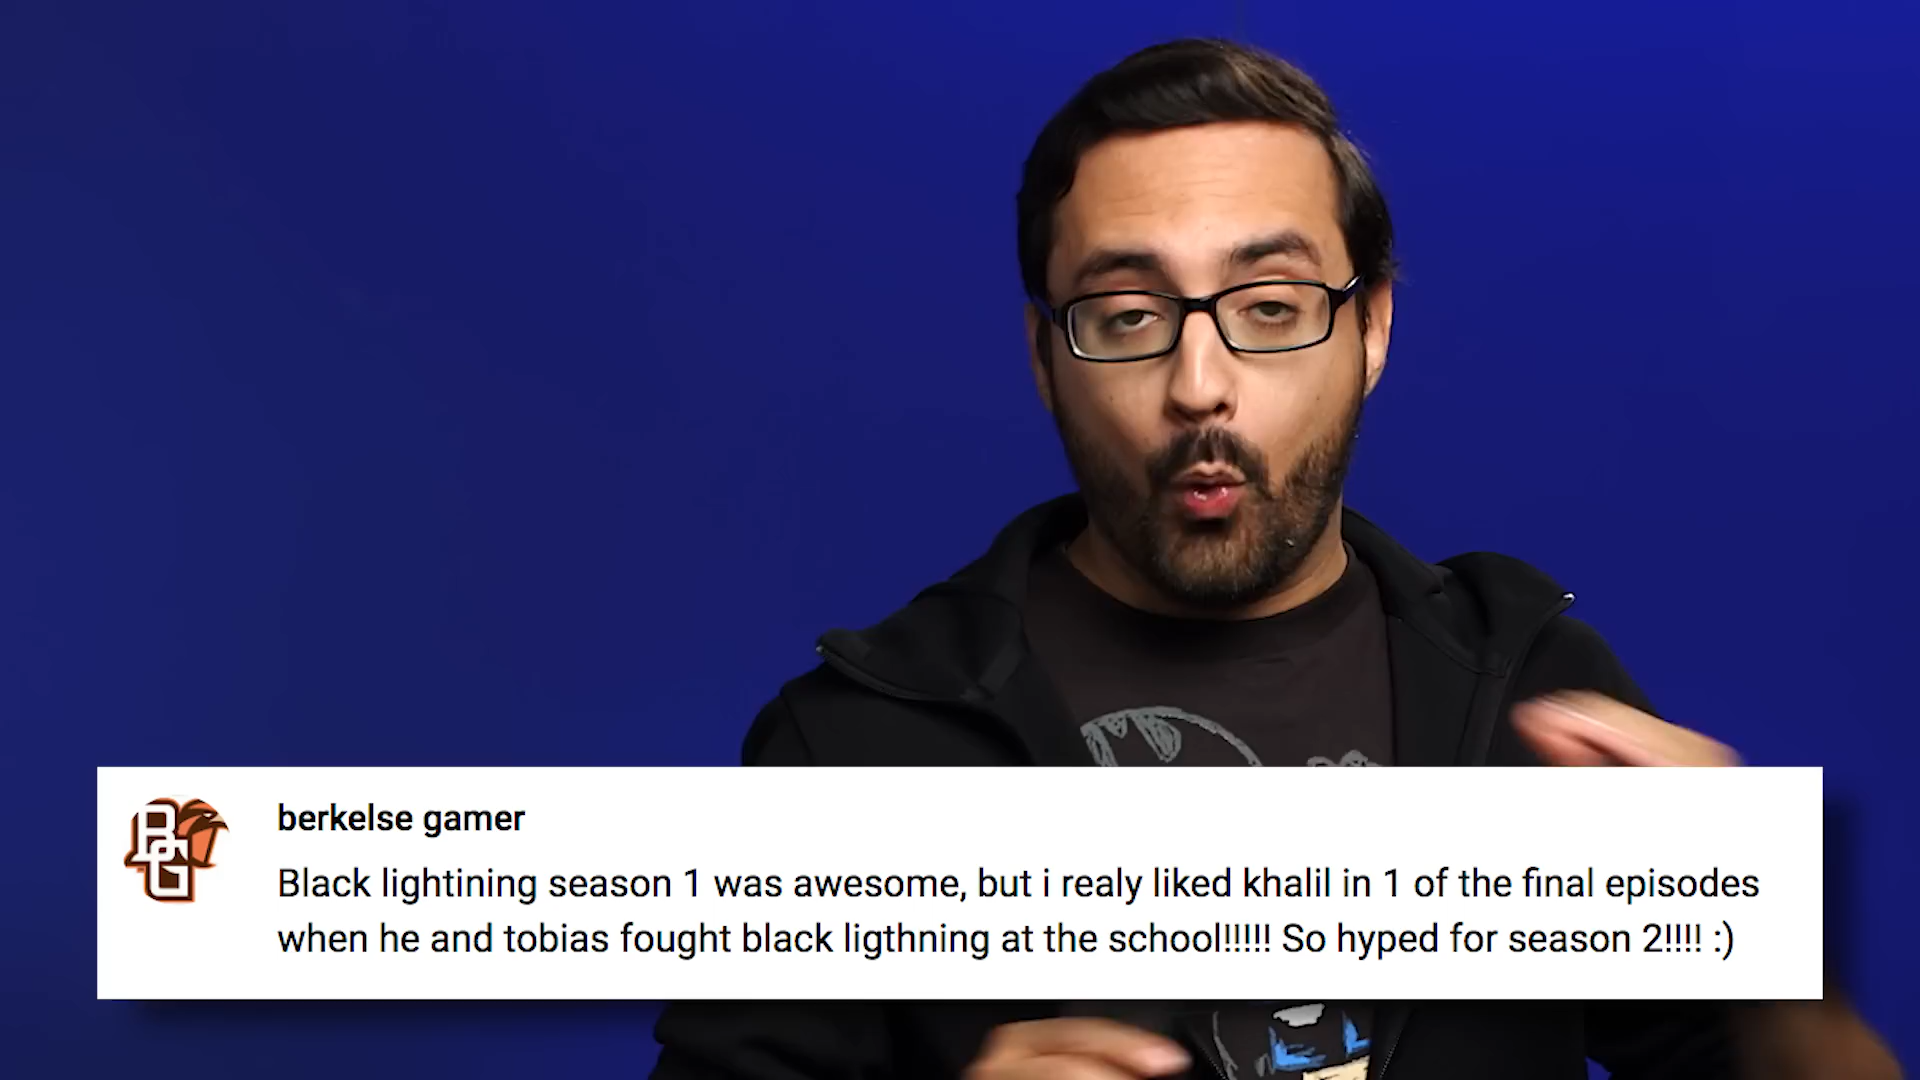 BG
berkelse gamer
Black lightining season 1 was awesome, but i realy liked khalil in 1 of the final episodes
when he and tobias fought black ligthning at the school!!!!! So hyped for season 2!!!! :)